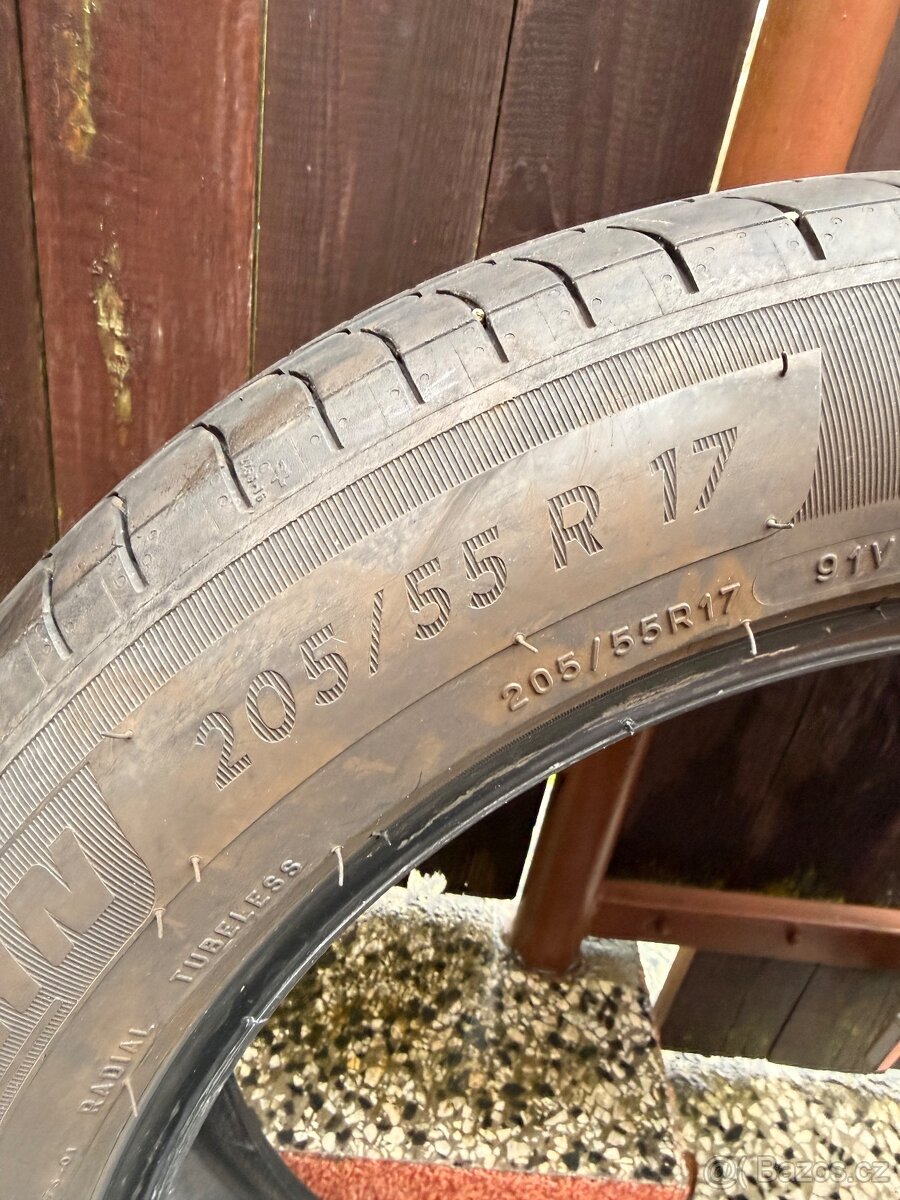 205/55 R 17
205/55R17
91V
TUBELESS
RADIAL
Bazos.cz